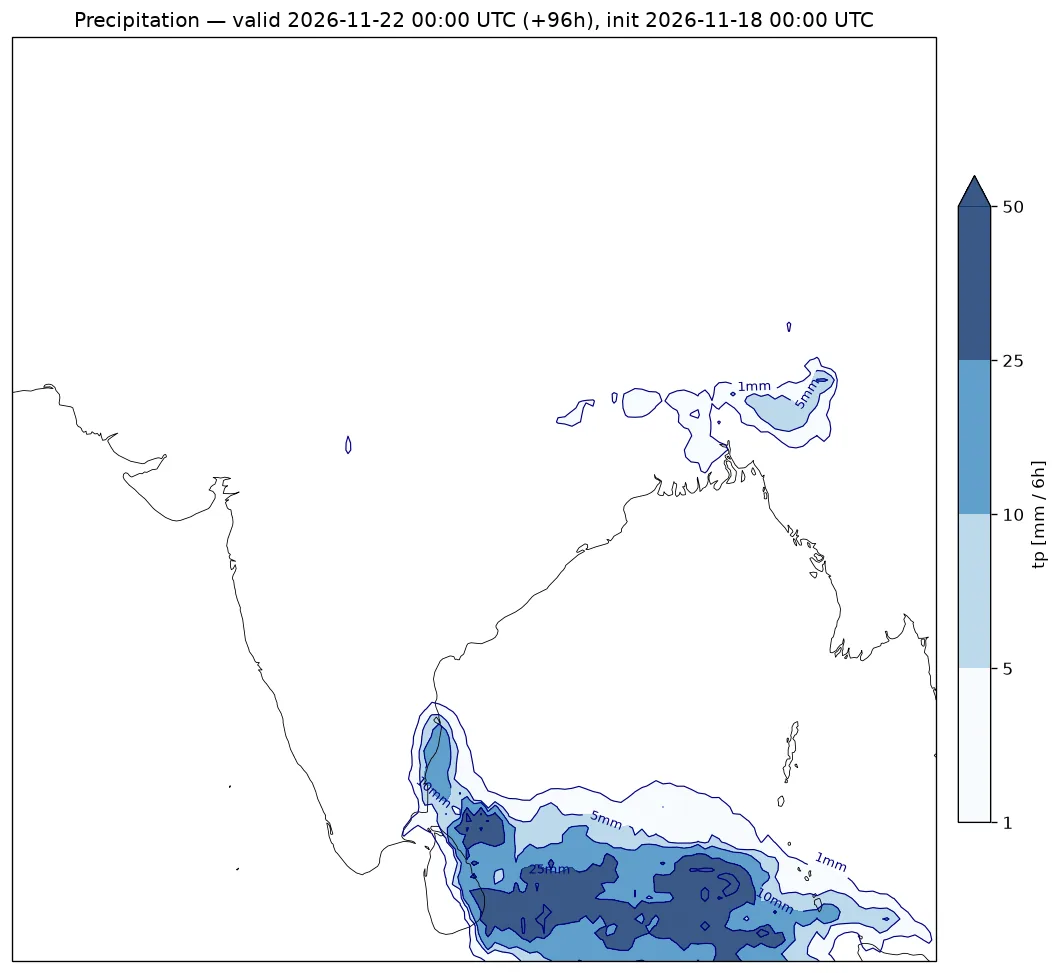 Precipitation — valid 2026-11-22 00:00 UTC (+96h), init 2026-11-18 00:00 UTC
50
25
10
5
1
tp [mm / 6h]
1mm
5mm
10mm
5mm
1mm
25mm
10mm